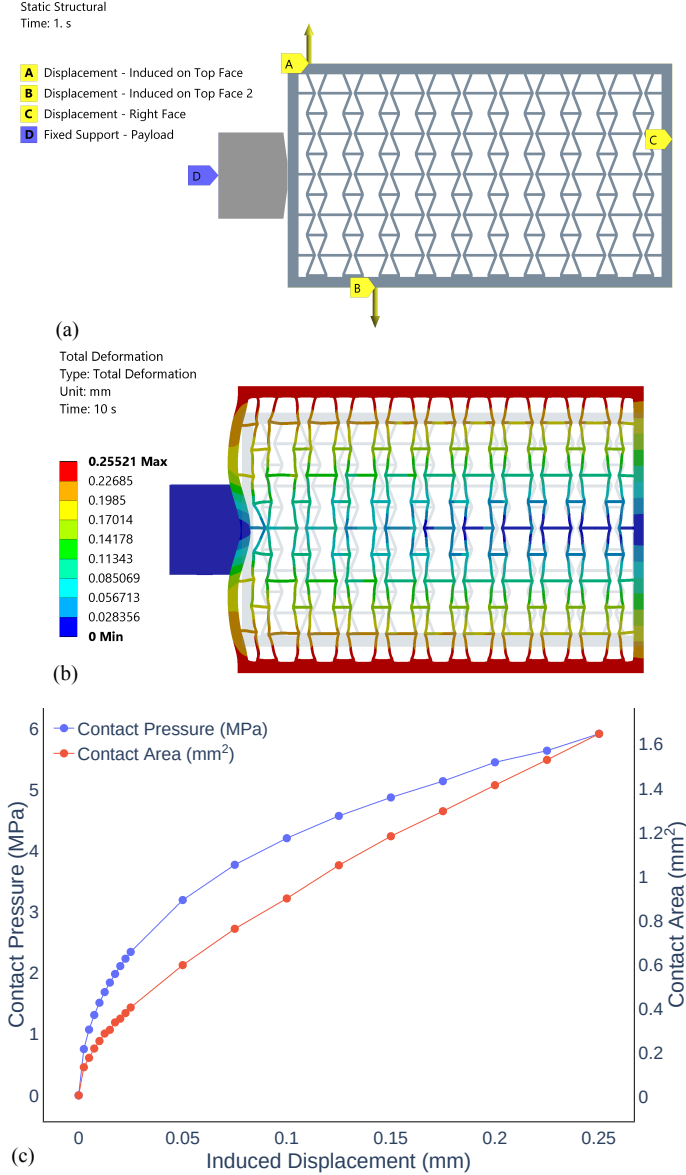 Static Structural
Time: 1. s
A Displacement - Induced on Top Face
B Displacement - Induced on Top Face 2
C Displacement - Right Face
D Fixed Support - Payload
A
C
D
B
(a)
Total Deformation
Type: Total Deformation
Unit: mm
Time: 10 s
0.25521 Max
0.22685
0.1985
0.17014
0.14178
0.11343
0.085069
0.056713
0.028356
0 Min
(b)
Contact Pressure (MPa)
Contact Area (mm²)
6
5
4
3
2
1
0
Contact Pressure (MPa)
1.6
1.4
1.2
1
0.8
0.6
0.4
0.2
0
Contact Area (mm²)
0
0.05
0.1
0.15
0.2
0.25
Induced Displacement (mm)
(c)